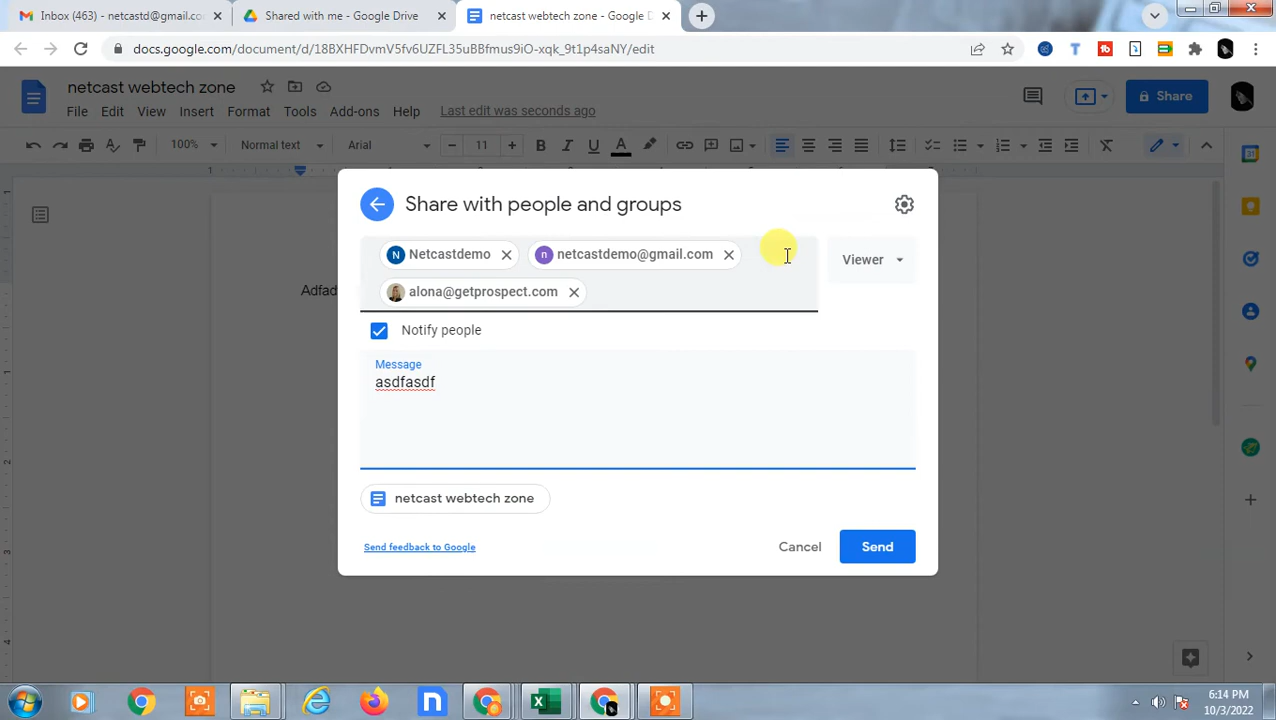 Inbox (463) - netcastd@gmail.co
Shared with me - Google Drive
netcast webtech zone - Google D
docs.google.com/document/d/18BXHFDvmV5fv6UZFL35uBBfmus9iO-xqk_9t1p4saNY/edit
netcast webtech zone
File Edit View Insert Format Tools Add-ons Help Last edit was seconds ago
Share
100% Normal text Arial 11
Share with people and groups
Netcastdemo netcastdemo@gmail.com
Viewer
alona@getprospect.com
Adfad
Notify people
Message
asdfasdf
netcast webtech zone
Send feedback to Google
Cancel
Send
6:14 PM
10/3/2022